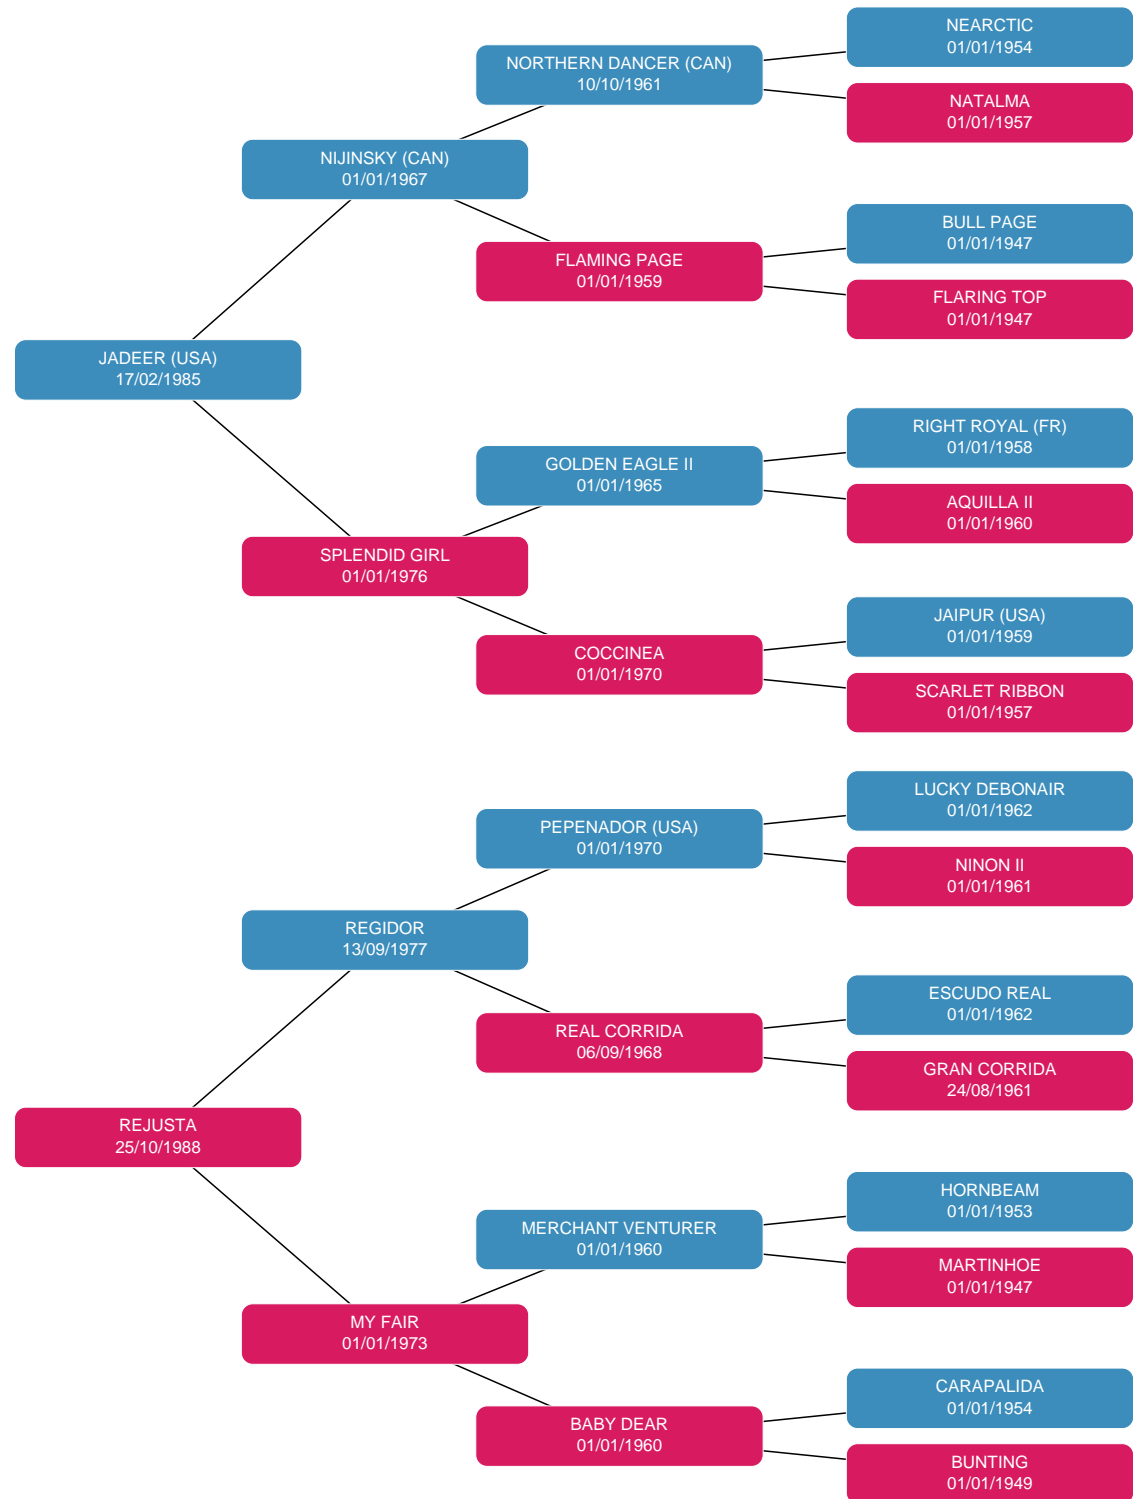 NEARCTIC
01/01/1954
NORTHERN DANCER (CAN)
10/10/1961
NATALMA
01/01/1957
NIJINSKY (CAN)
01/01/1967
BULL PAGE
01/01/1947
FLAMING PAGE
01/01/1959
FLARING TOP
01/01/1947
JADEER (USA)
17/02/1985
RIGHT ROYAL (FR)
01/01/1958
GOLDEN EAGLE II
01/01/1965
AQUILLA II
01/01/1960
SPLENDID GIRL
01/01/1976
JAIPUR (USA)
01/01/1959
COCCINEA
01/01/1970
SCARLET RIBBON
01/01/1957
LUCKY DEBONAIR
01/01/1962
PEPENADOR (USA)
01/01/1970
NINON II
01/01/1961
REGIDOR
13/09/1977
ESCUDO REAL
01/01/1962
REAL CORRIDA
06/09/1968
GRAN CORRIDA
24/08/1961
REJUSTA
25/10/1988
HORNBEAM
01/01/1953
MERCHANT VENTURER
01/01/1960
MARTINHOE
01/01/1947
MY FAIR
01/01/1973
CARAPALIDA
01/01/1954
BABY DEAR
01/01/1960
BUNTING
01/01/1949